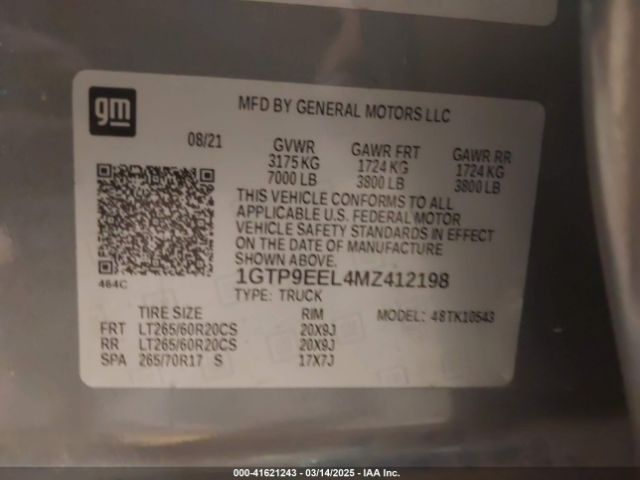 gm
MFD BY GENERAL MOTORS LLC
08/21
GVWR GAWR FRT GAWR RR
3175 KG 1724 KG 1724 KG
7000 LB 3800 LB 3800 LB
THIS VEHICLE CONFORMS TO ALL
APPLICABLE U.S. FEDERAL MOTOR
VEHICLE SAFETY STANDARDS IN EFFECT
ON THE DATE OF MANUFACTURE
SHOWN ABOVE.
464C
1GTP9EEL4MZ412198
TYPE: TRUCK
TIRE SIZE RIM MODEL: 48TK10543
FRT LT265/60R20CS 20X9J
RR LT265/60R20CS 20X9J
SPA 265/70R17 S 17X7J
000-41621243 - 03/14/2025 - IAA Inc.